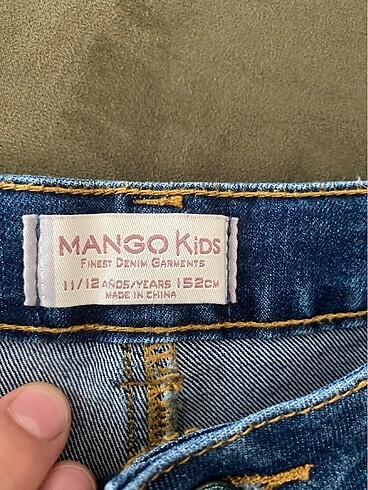 MANGO KIDS
FINEST DENIM GARMENTS
11/12 AÑOS/YEARS 152CM
MADE IN CHINA